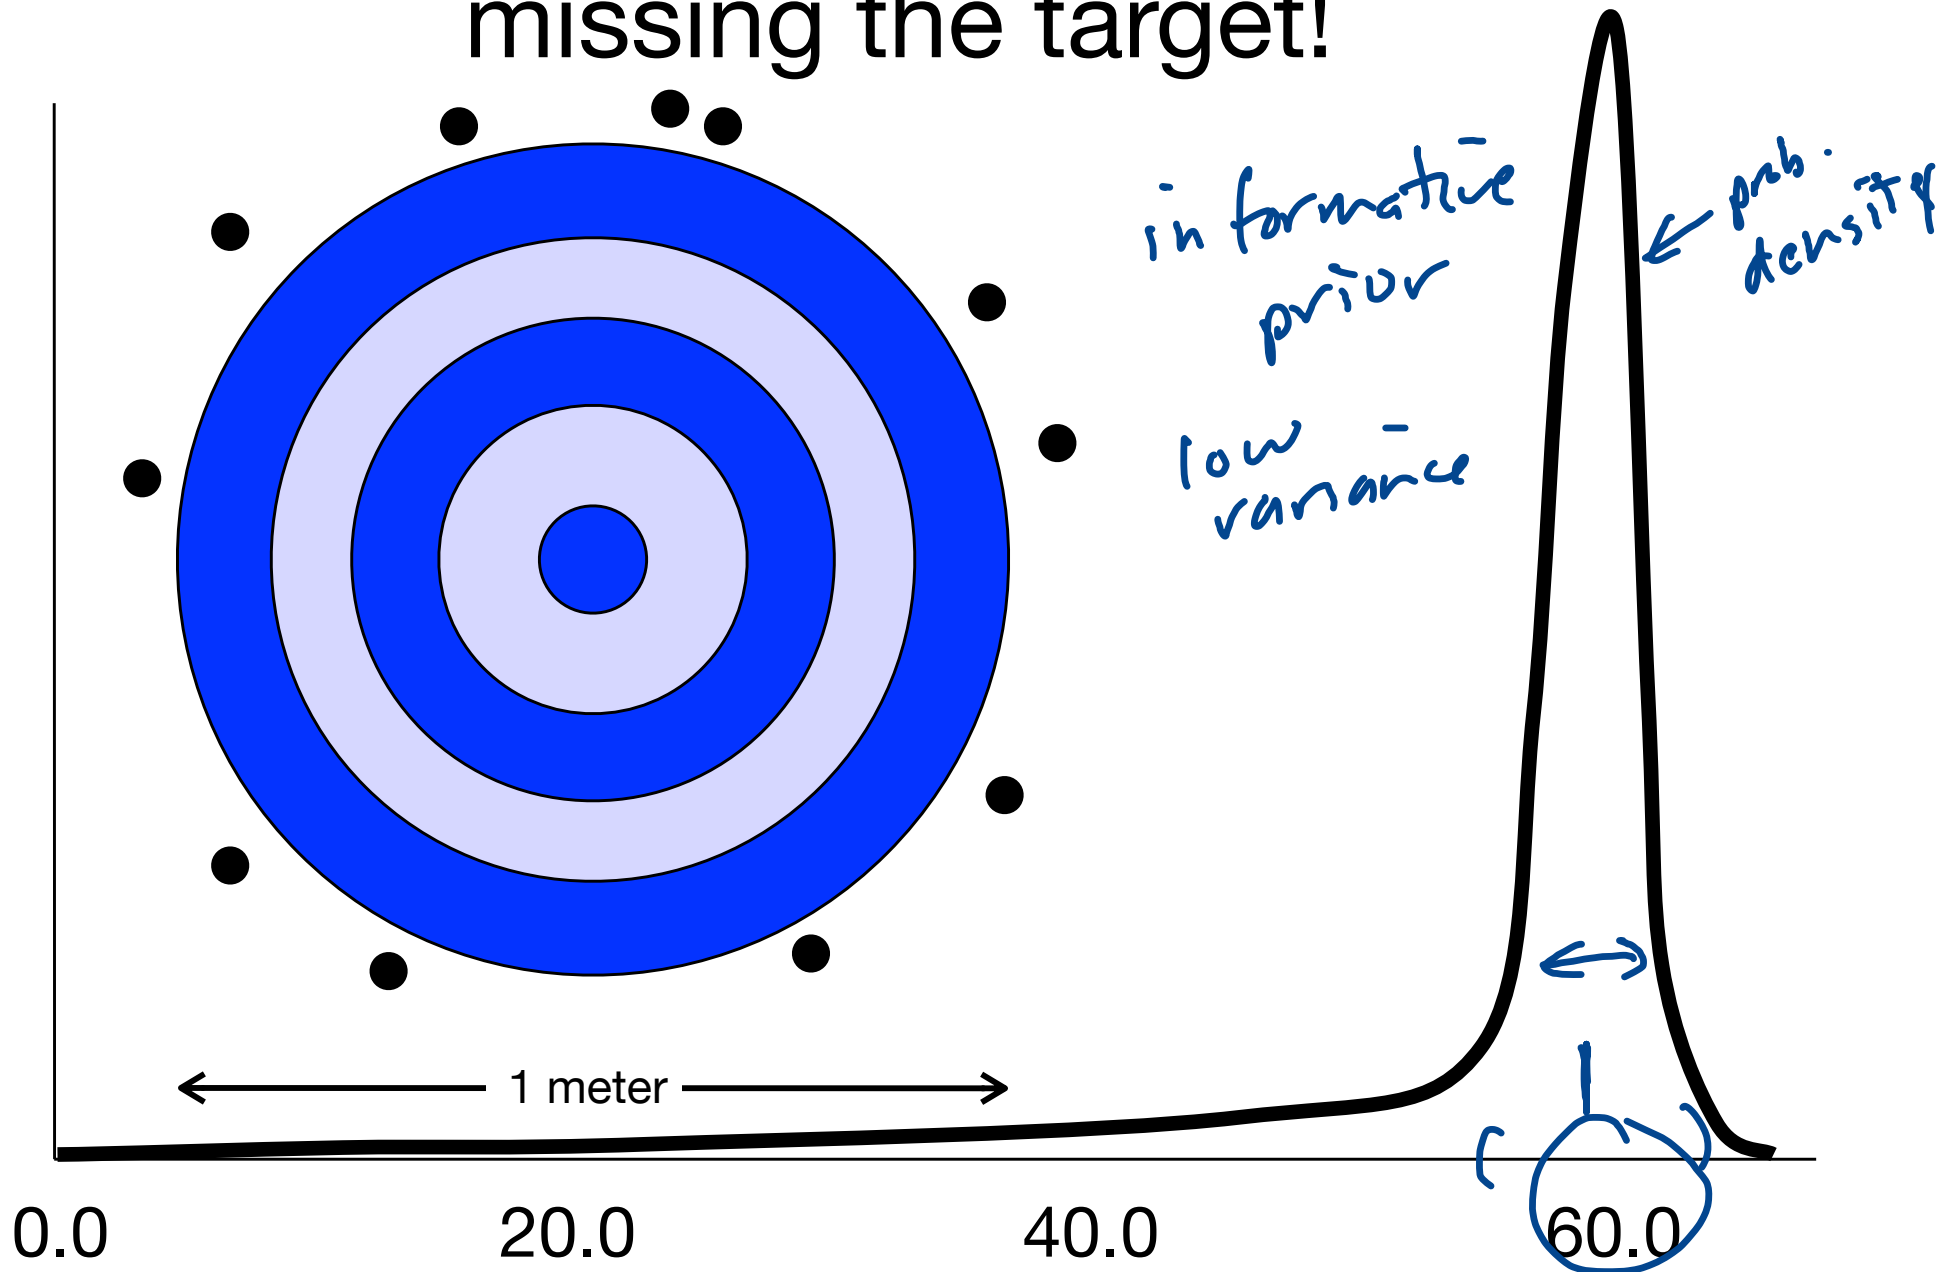 missing the target!
informative
prior
prob.
density
low
variance
1 meter
0.0 20.0 40.0 60.0